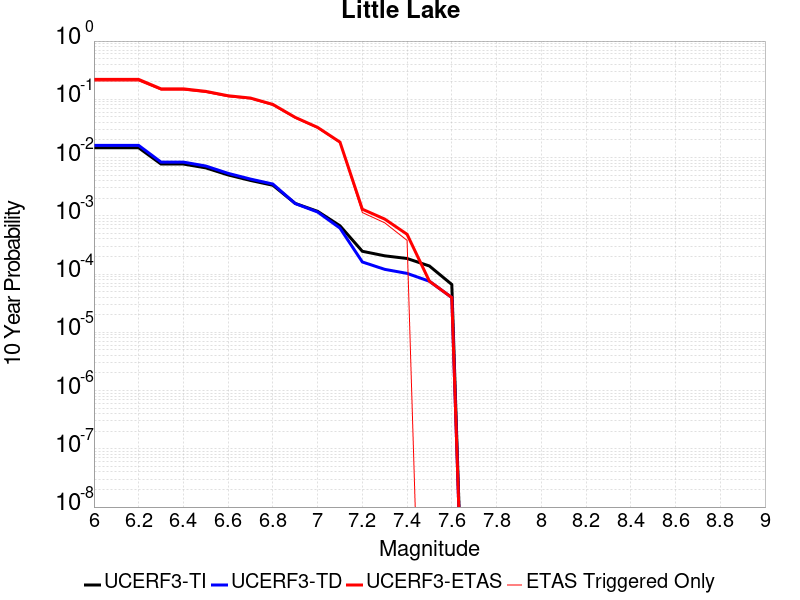 Little Lake
10 0
10 -1
10 -2
10 -3
10 -4
10 -5
10 -6
10 -7
10 -8
10 Year Probability
6 6.2 6.4 6.6 6.8 7 7.2 7.4 7.6 7.8 8 8.2 8.4 8.6 8.8 9
Magnitude
UCERF3-TI UCERF3-TD UCERF3-ETAS ETAS Triggered Only